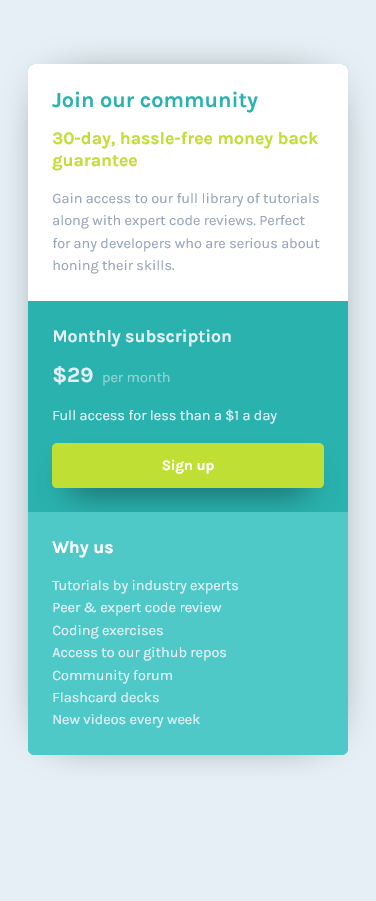 Join our community
30-day, hassle-free money back
guarantee
Gain access to our full library of tutorials
along with expert code reviews. Perfect
for any developers who are serious about
honing their skills.
Monthly subscription
$29 per month
Full access for less than a $1 a day
Sign up
Why us
Tutorials by industry experts
Peer & expert code review
Coding exercises
Access to our github repos
Community forum
Flashcard decks
New videos every week